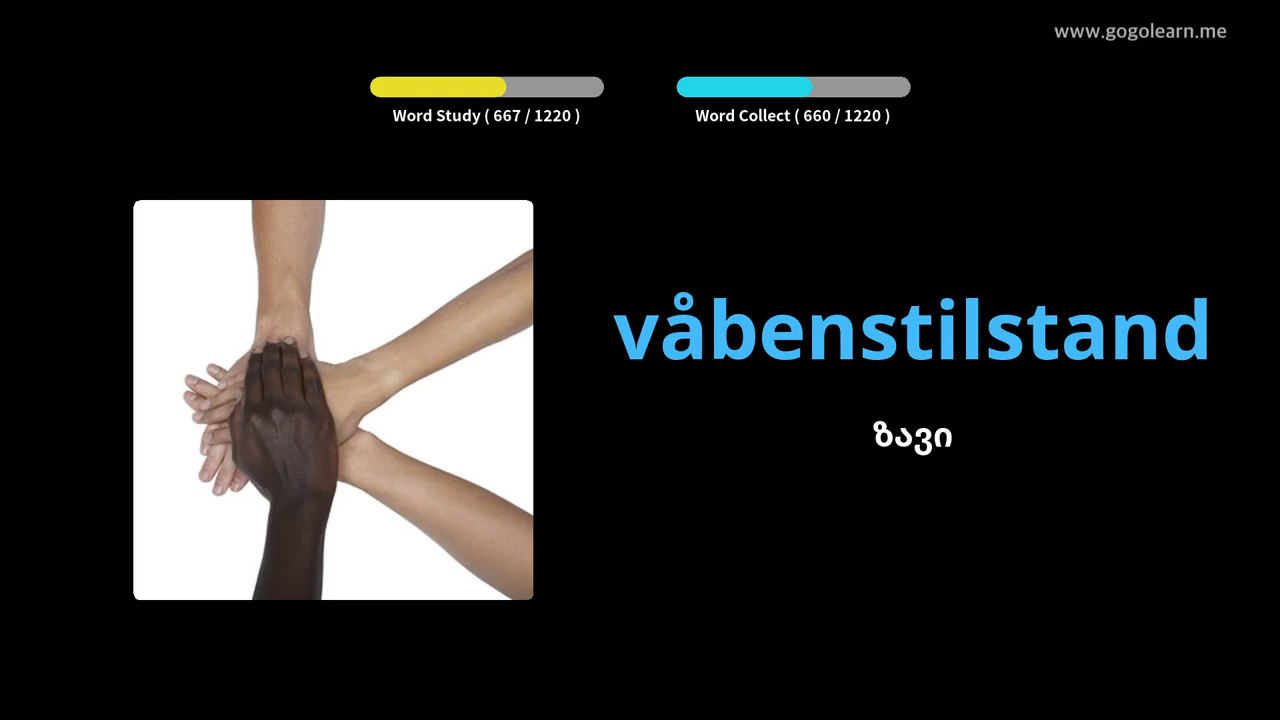 www.gogolearn.me
Word Study ( 667 / 1220 )
Word Collect ( 660 / 1220 )
våbenstilstand
ზავი